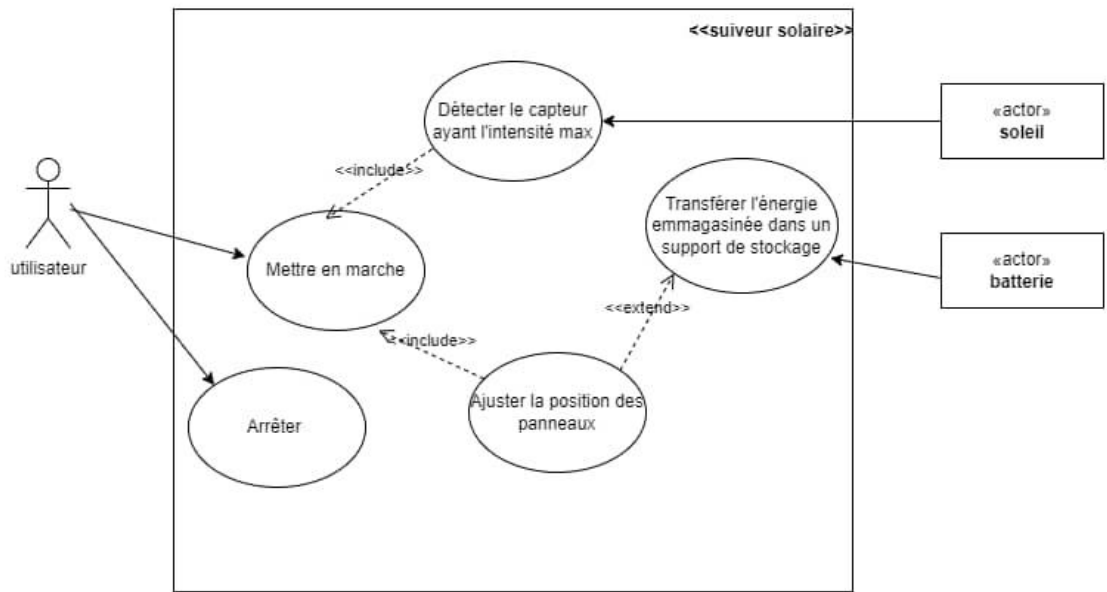 <<suiveur solaire>>
Détecter le capteur
ayant l'intensité max
«actor»
soleil
<<include>>
Transférer l'énergie
emmagasinée dans un
support de stockage
utilisateur
Mettre en marche
«actor»
batterie
<<extend>>
<<include>>
Ajuster la position des
panneaux
Arrêter